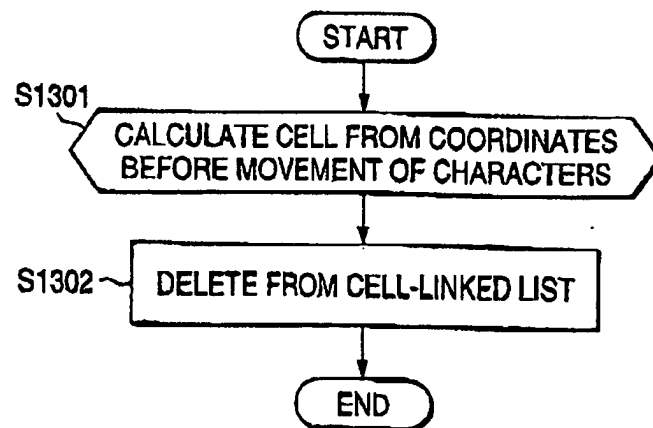 START
S1301
CALCULATE CELL FROM COORDINATES
BEFORE MOVEMENT OF CHARACTERS
S1302
DELETE FROM CELL-LINKED LIST
END